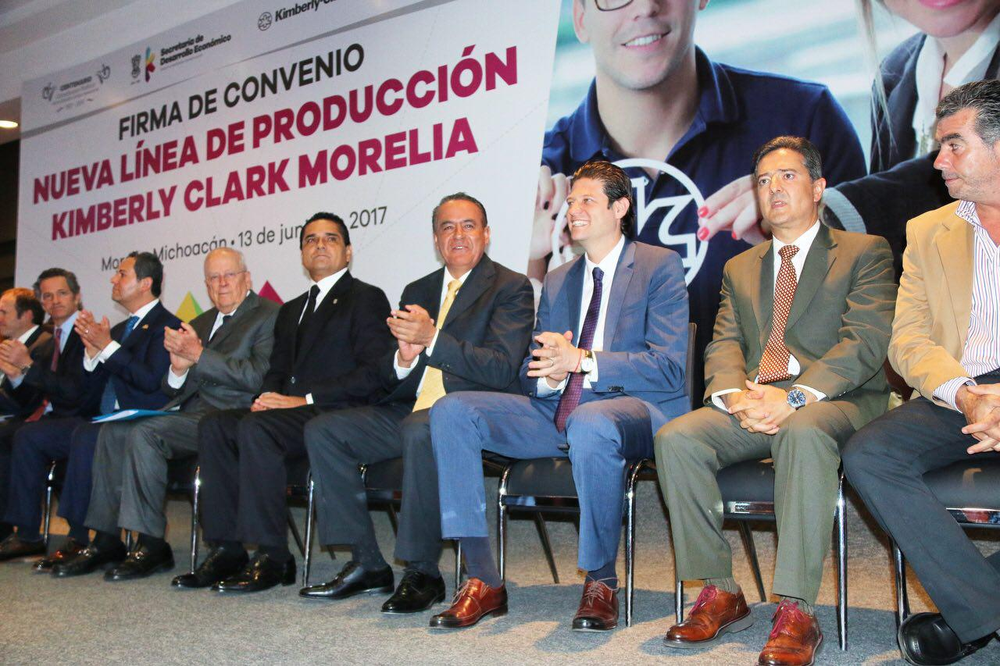 CENTENARIO
Secretaría de
Desarrollo Económico
Kimberly-C
FIRMA DE CONVENIO
NUEVA LÍNEA DE PRODUCCIÓN
KIMBERLY CLARK MORELIA
Michoacán • 13 de jun 2017